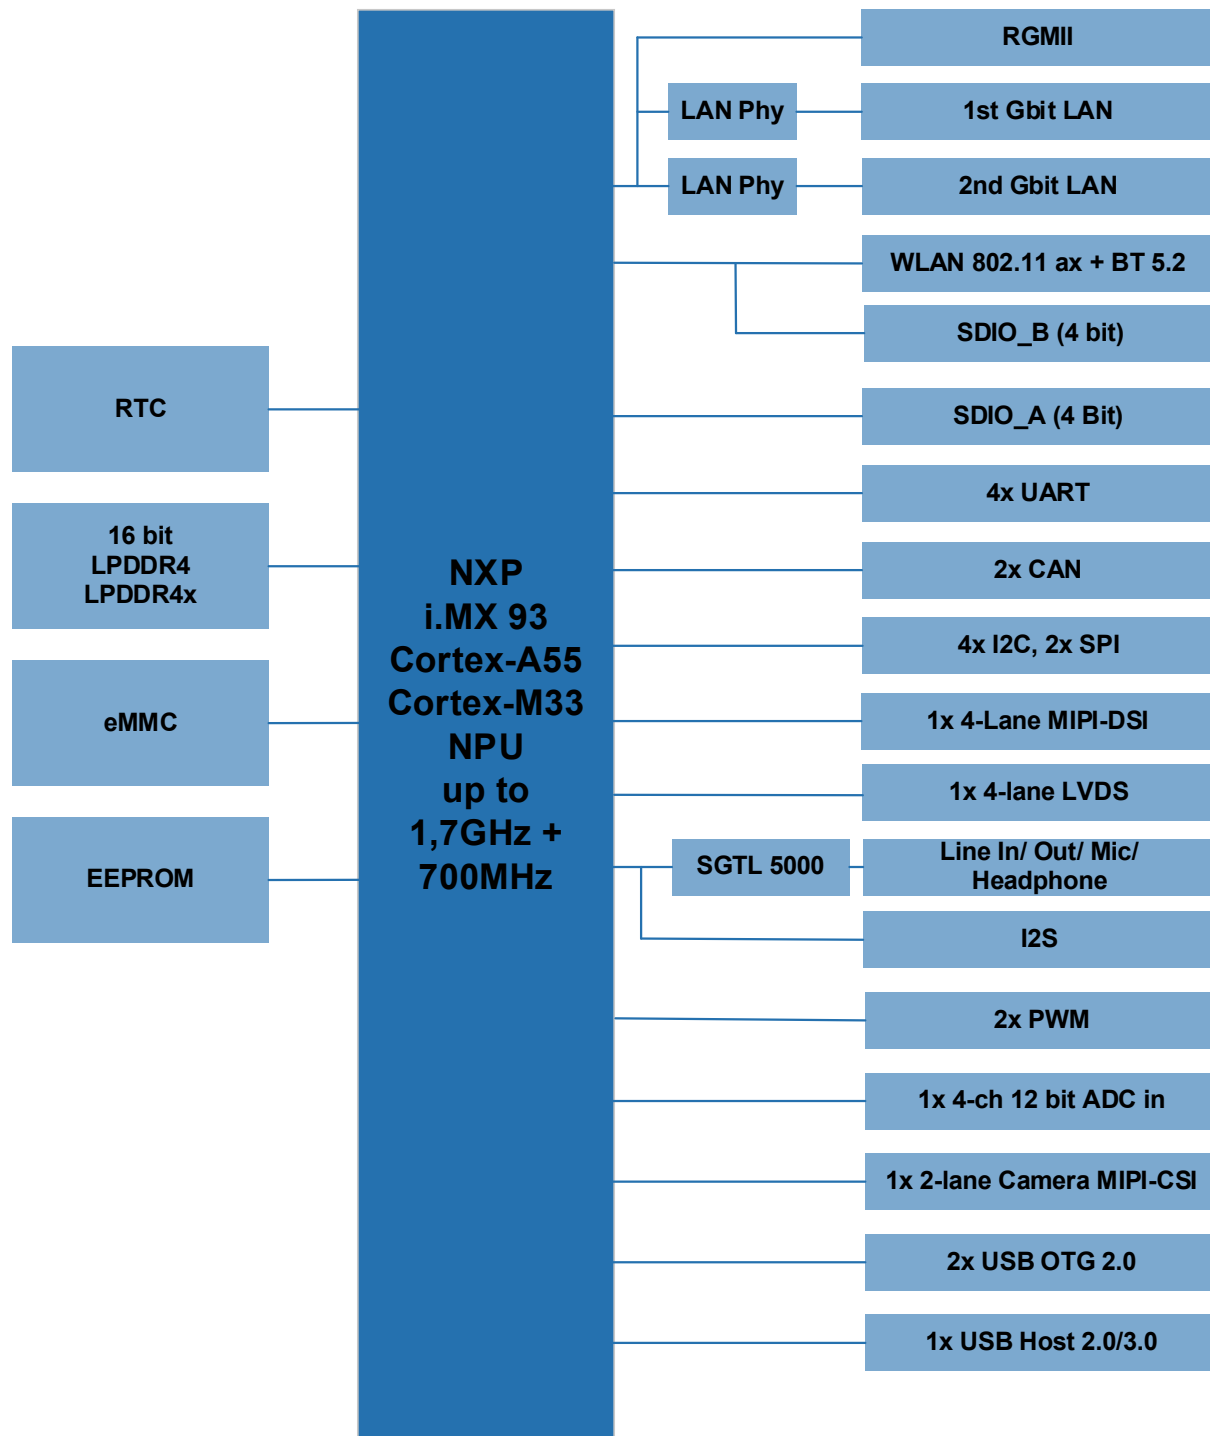 RTC
16 bit
LPDDR4
LPDDR4x
eMMC
EEPROM
NXP
i.MX 93
Cortex-A55
Cortex-M33
NPU
up to
1,7GHz +
700MHz
RGMII
LAN Phy
1st Gbit LAN
LAN Phy
2nd Gbit LAN
WLAN 802.11 ax + BT 5.2
SDIO_B (4 bit)
SDIO_A (4 Bit)
4x UART
2x CAN
4x I2C, 2x SPI
1x 4-Lane MIPI-DSI
1x 4-lane LVDS
SGTL 5000
Line In/ Out/ Mic/
Headphone
I2S
2x PWM
1x 4-ch 12 bit ADC in
1x 2-lane Camera MIPI-CSI
2x USB OTG 2.0
1x USB Host 2.0/3.0